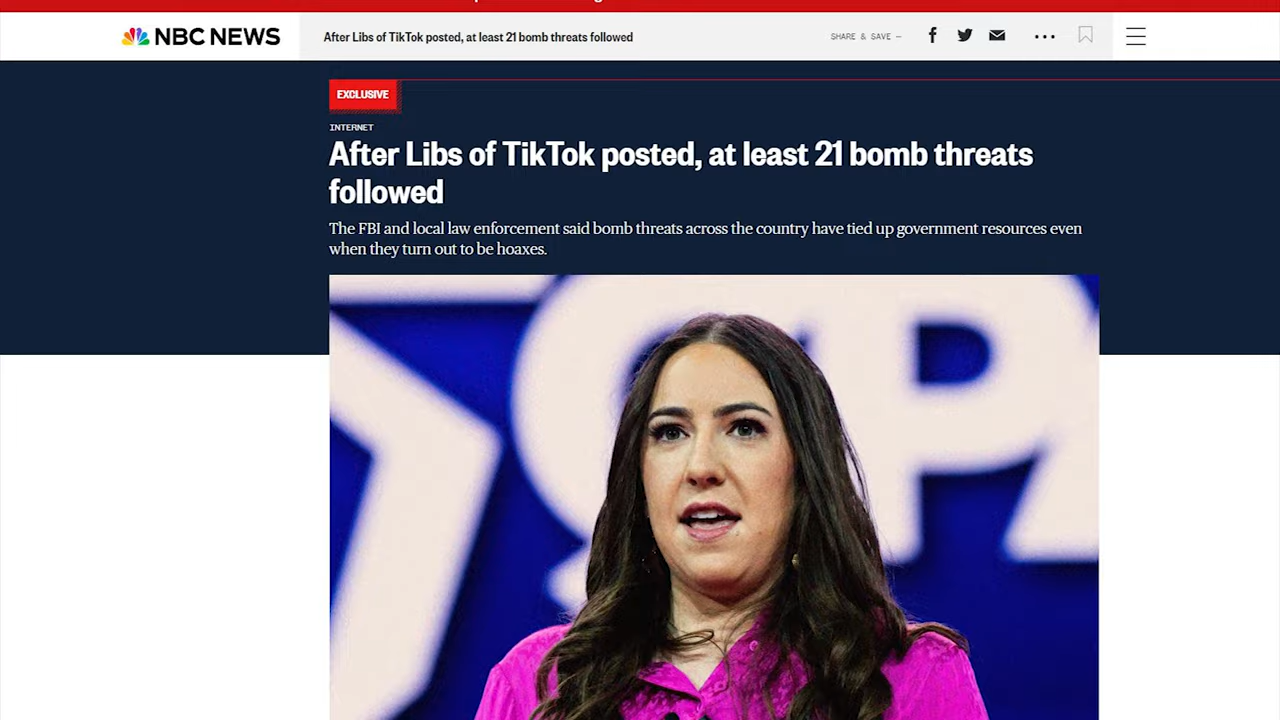 NBC NEWS
After Libs of TikTok posted, at least 21 bomb threats followed
SHARE & SAVE —
EXCLUSIVE
INTERNET
After Libs of TikTok posted, at least 21 bomb threats
followed
The FBI and local law enforcement said bomb threats across the country have tied up government resources even
when they turn out to be hoaxes.